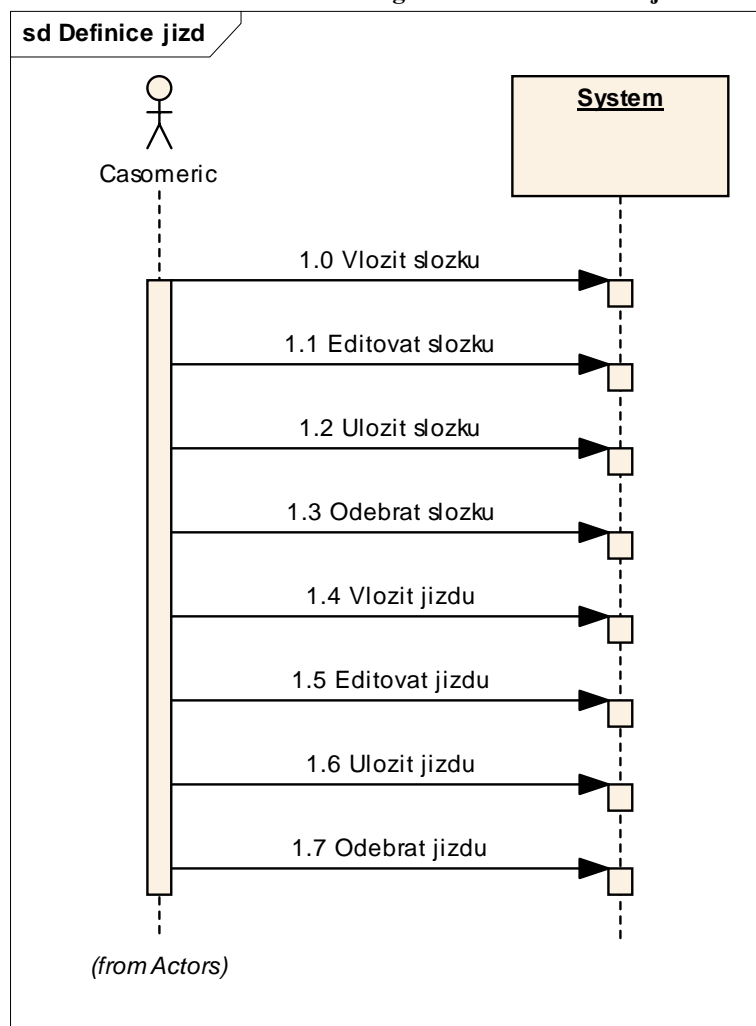 sd Definice jizd
System
Casomeric
1.0 Vlozit slozku
1.1 Editovat slozku
1.2 Ulozit slozku
1.3 Odebrat slozku
1.4 Vlozit jizdu
1.5 Editovat jizdu
1.6 Ulozit jizdu
1.7 Odebrat jizdu
(from Actors)